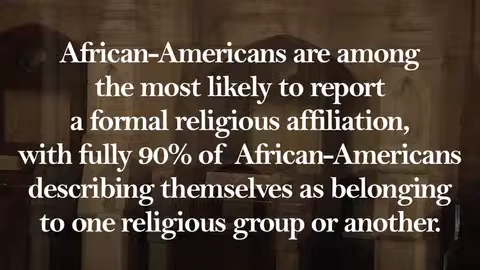 African-Americans are among
the most likely to report
a formal religious affiliation,
with fully 90% of African-Americans
describing themselves as belonging
to one religious group or another.